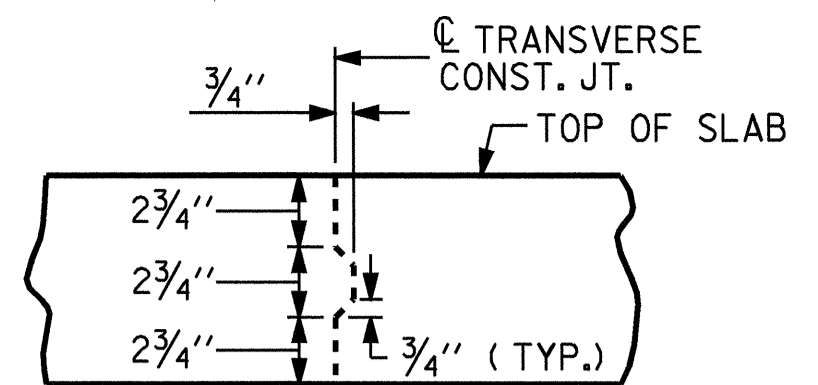 ℄ TRANSVERSE
CONST. JT.
3/4"
TOP OF SLAB
2 3/4"
2 3/4"
2 3/4"
3/4" (TYP.)